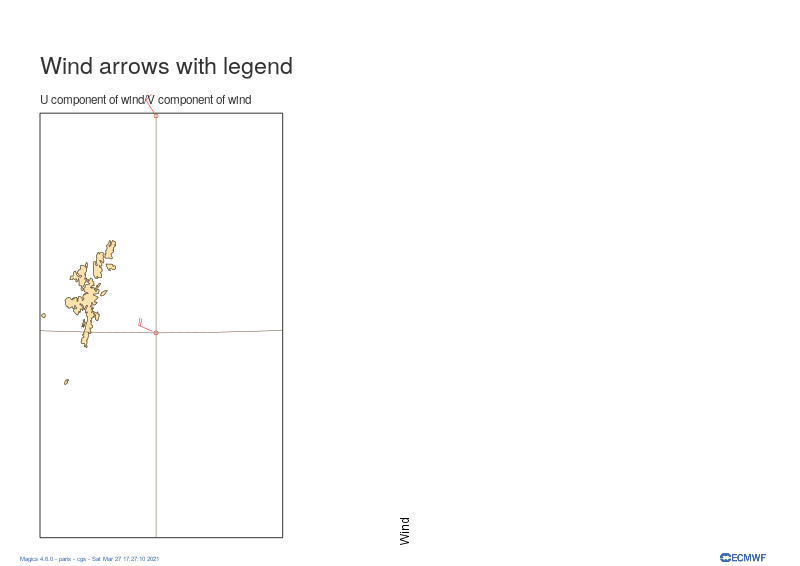 Wind arrows with legend
U component of wind/V component of wind
Wind
Magics 4.6.0 - paris - cgs - Sat Mar 27 17:27:10 2021
ECMWF